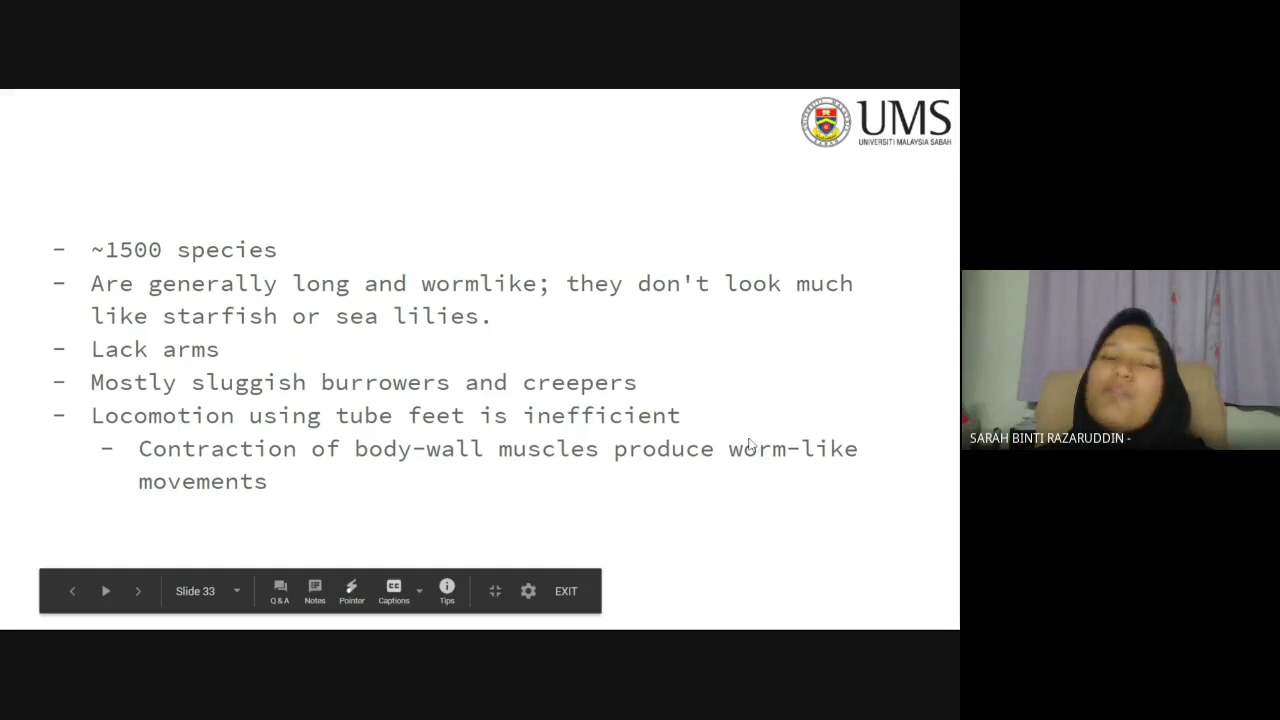 UMS
UNIVERSITI MALAYSIA SABAH
- ~1500 species
- Are generally long and wormlike; they don't look much
like starfish or sea lilies.
- Lack arms
- Mostly sluggish burrowers and creepers
- Locomotion using tube feet is inefficient
- Contraction of body-wall muscles produce worm-like
movements
SARAH BINTI RAZARUDDIN -
Slide 33
Q & A
Notes
Pointer
CC
Captions
Tips
EXIT